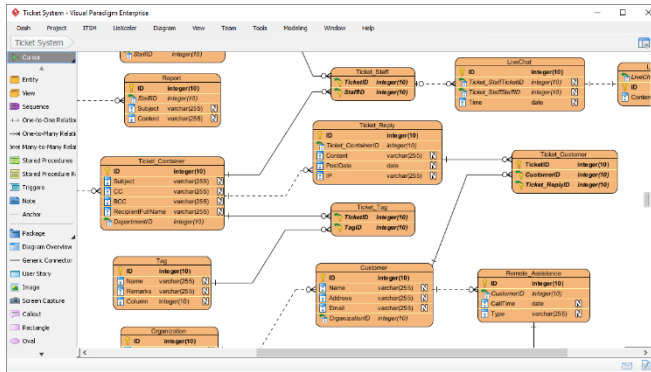 Ticket System - Visual Paradigm Enterprise
Dash Project ITSM UeXceler Diagram View Team Tools Modeling Window Help
Ticket System
Cursor
Entity
View
Sequence
One-to-One Relatio
One-to-Many Relati
Many-to-Many Relat
Stored Procedures
Stored Procedure R
Triggers
Note
Anchor
Package
Diagram Overview
Generic Connector
User Story
Image
Screen Capture
Callout
Rectangle
Oval
StaffID integer(10)
Report
ID integer(10)
StaffID integer(10)
Subject varchar(255) N
Content varchar(255) N
Ticket_Staff
TicketID integer(10)
StaffID integer(10)
LiveChat
ID integer(10)
Ticket_StaffTicketID integer(10)
Ticket_StaffStaffID integer(10)
Time date N
L
LiveCh
ID
Conten
Ticket_Container
ID integer(10)
Subject varchar(255) N
CC varchar(255) N
BCC varchar(255) N
RecipientFullName varchar(255) N
DepartmentID integer(10)
Ticket_Reply
ID integer(10)
Ticket_ContainerID integer(10)
Content varchar(255) N
PostDate date N
IP varchar(255) N
Ticket_Customer
TicketID integer(10)
CustomerID integer(10)
Ticket_ReplyID integer(10)
Ticket_Tag
TicketID integer(10)
TagID integer(10)
Tag
ID integer(10)
Name varchar(255) N
Remarks varchar(255) N
Column integer(10) N
Customer
ID integer(10)
Name varchar(255) N
Address varchar(255) N
Email varchar(255) N
OrganizationID integer(10)
Remote_Assistance
ID integer(10)
CustomerID integer(10)
CallTime date N
Type varchar(255) N
Organization
ID integer(10)